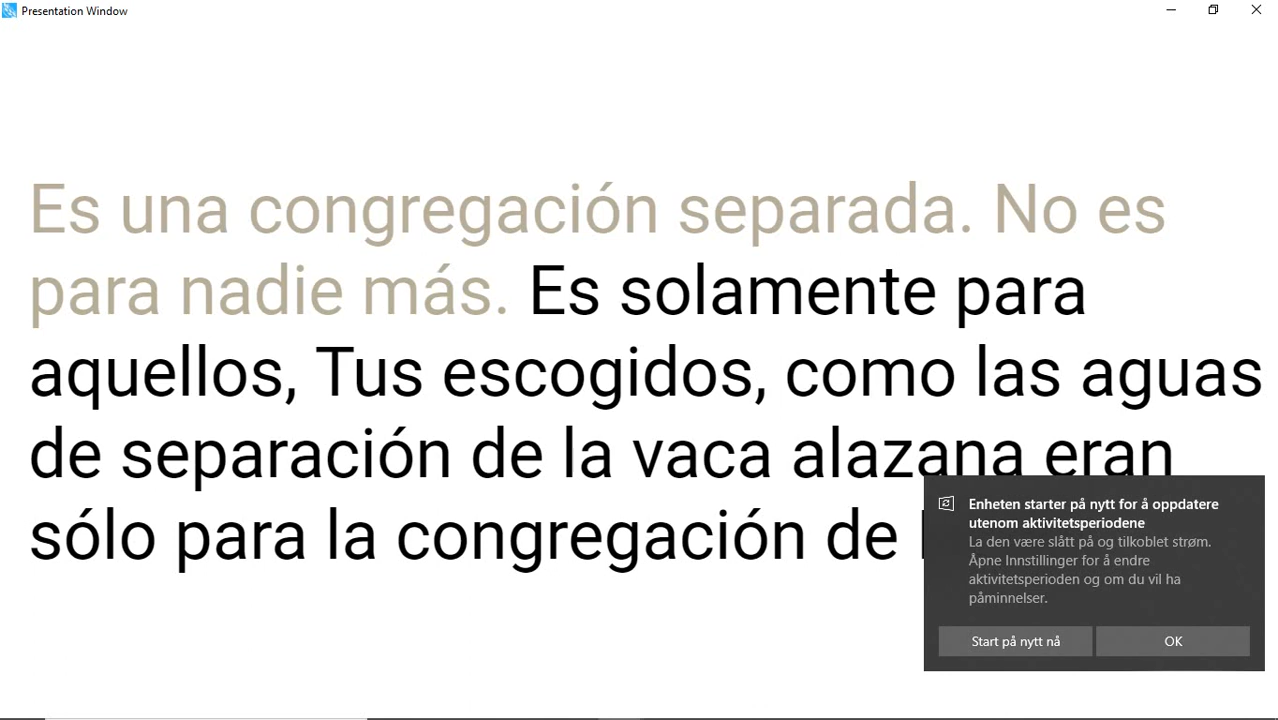 Presentation Window
Es una congregación separada. No es
para nadie más. Es solamente para
aquellos, Tus escogidos, como las aguas
de separación de la vaca alazana eran
sólo para la congregación de
Enheten starter på nytt for å oppdatere
utenom aktivitetsperiodene
La den være slått på og tilkoblet strøm.
Åpne Innstillinger for å endre
aktivitetsperioden og om du vil ha
påminnelser.
Start på nytt nå
OK